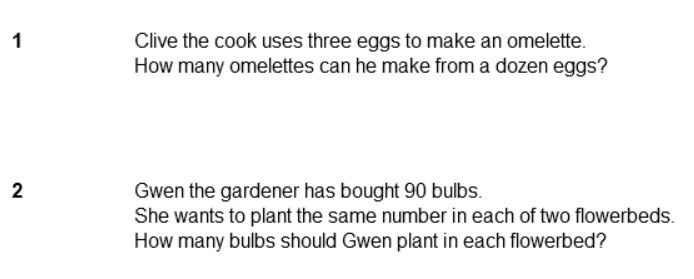 1 Clive the cook uses three eggs to make an omelette.
How many omelettes can he make from a dozen eggs?
2 Gwen the gardener has bought 90 bulbs.
She wants to plant the same number in each of two flowerbeds.
How many bulbs should Gwen plant in each flowerbed?